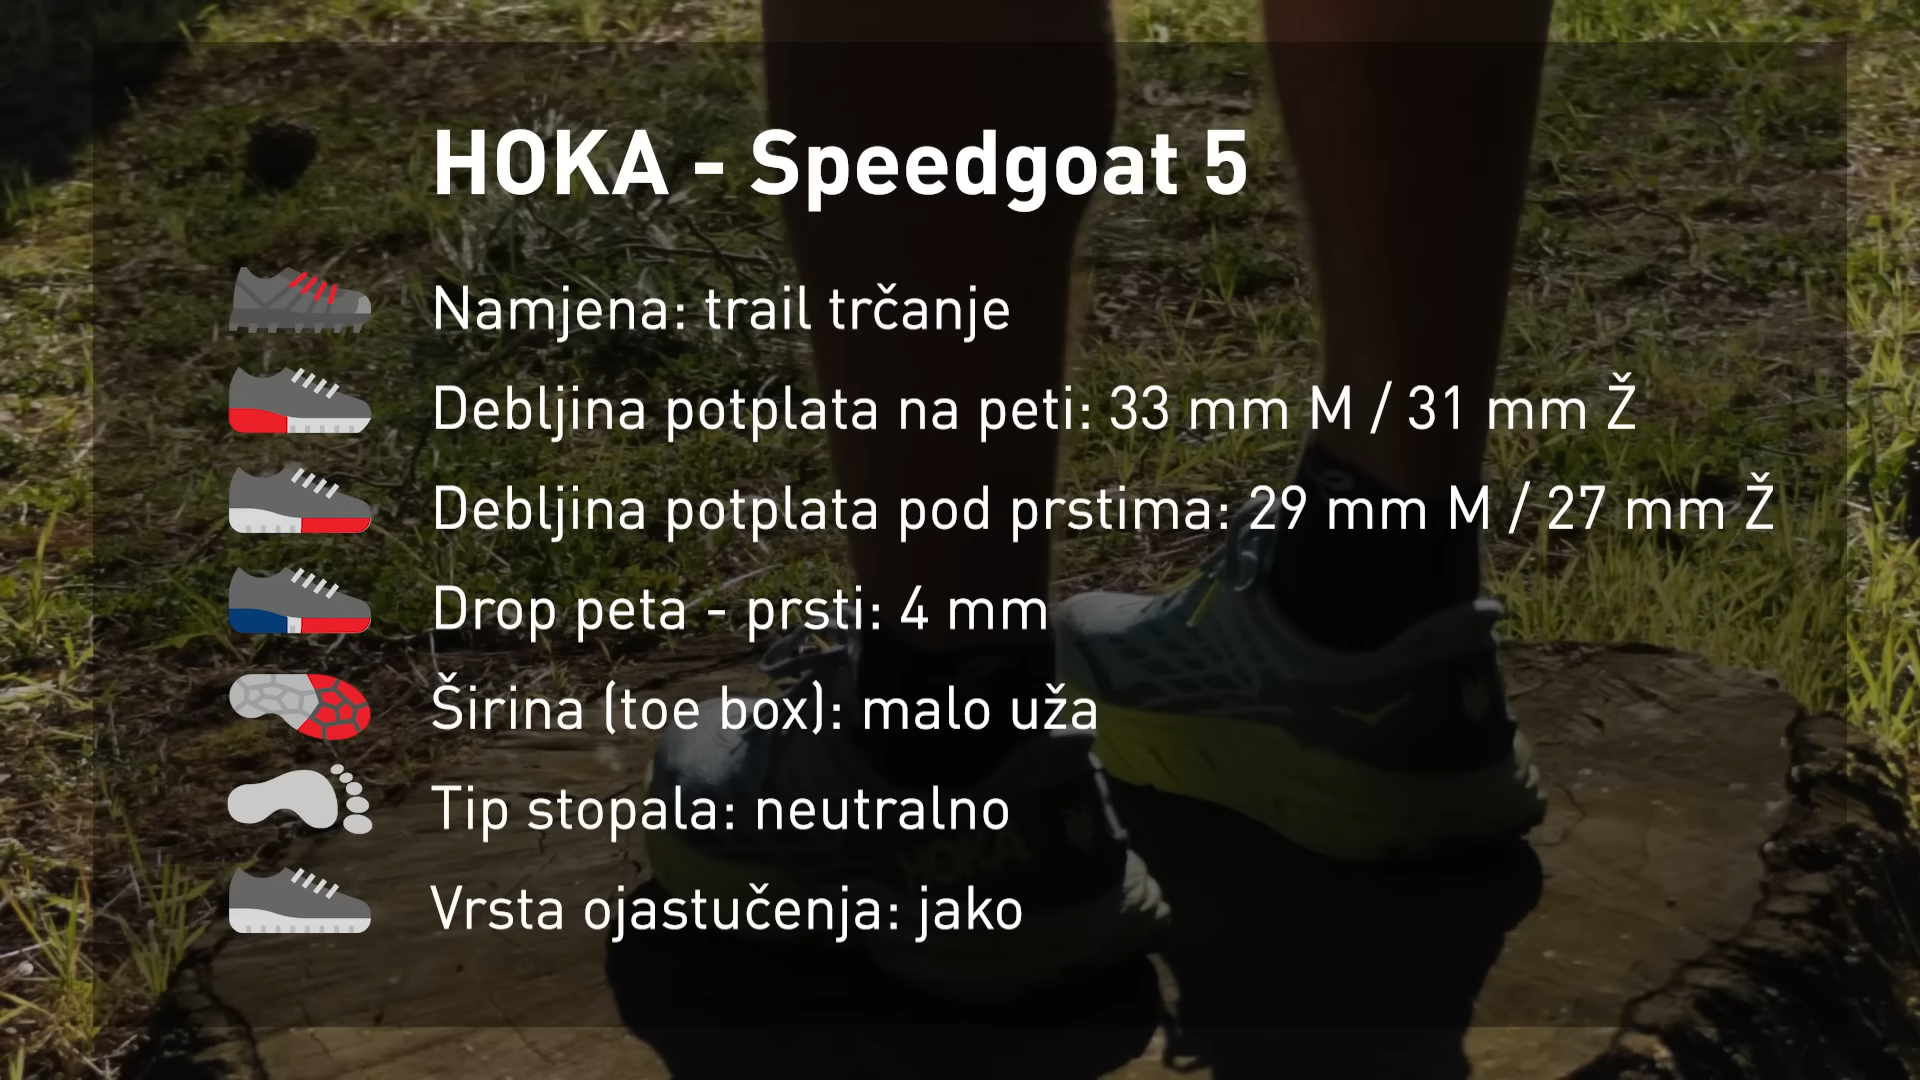 HOKA - Speedgoat 5
Namjena: trail trčanje
Debljina potplata na peti: 33 mm M / 31 mm Ž
Debljina potplata pod prstima: 29 mm M / 27 mm Ž
Drop peta - prsti: 4 mm
Širina (toe box): malo uža
Tip stopala: neutralno
Vrsta ojastučenja: jako
HOKA